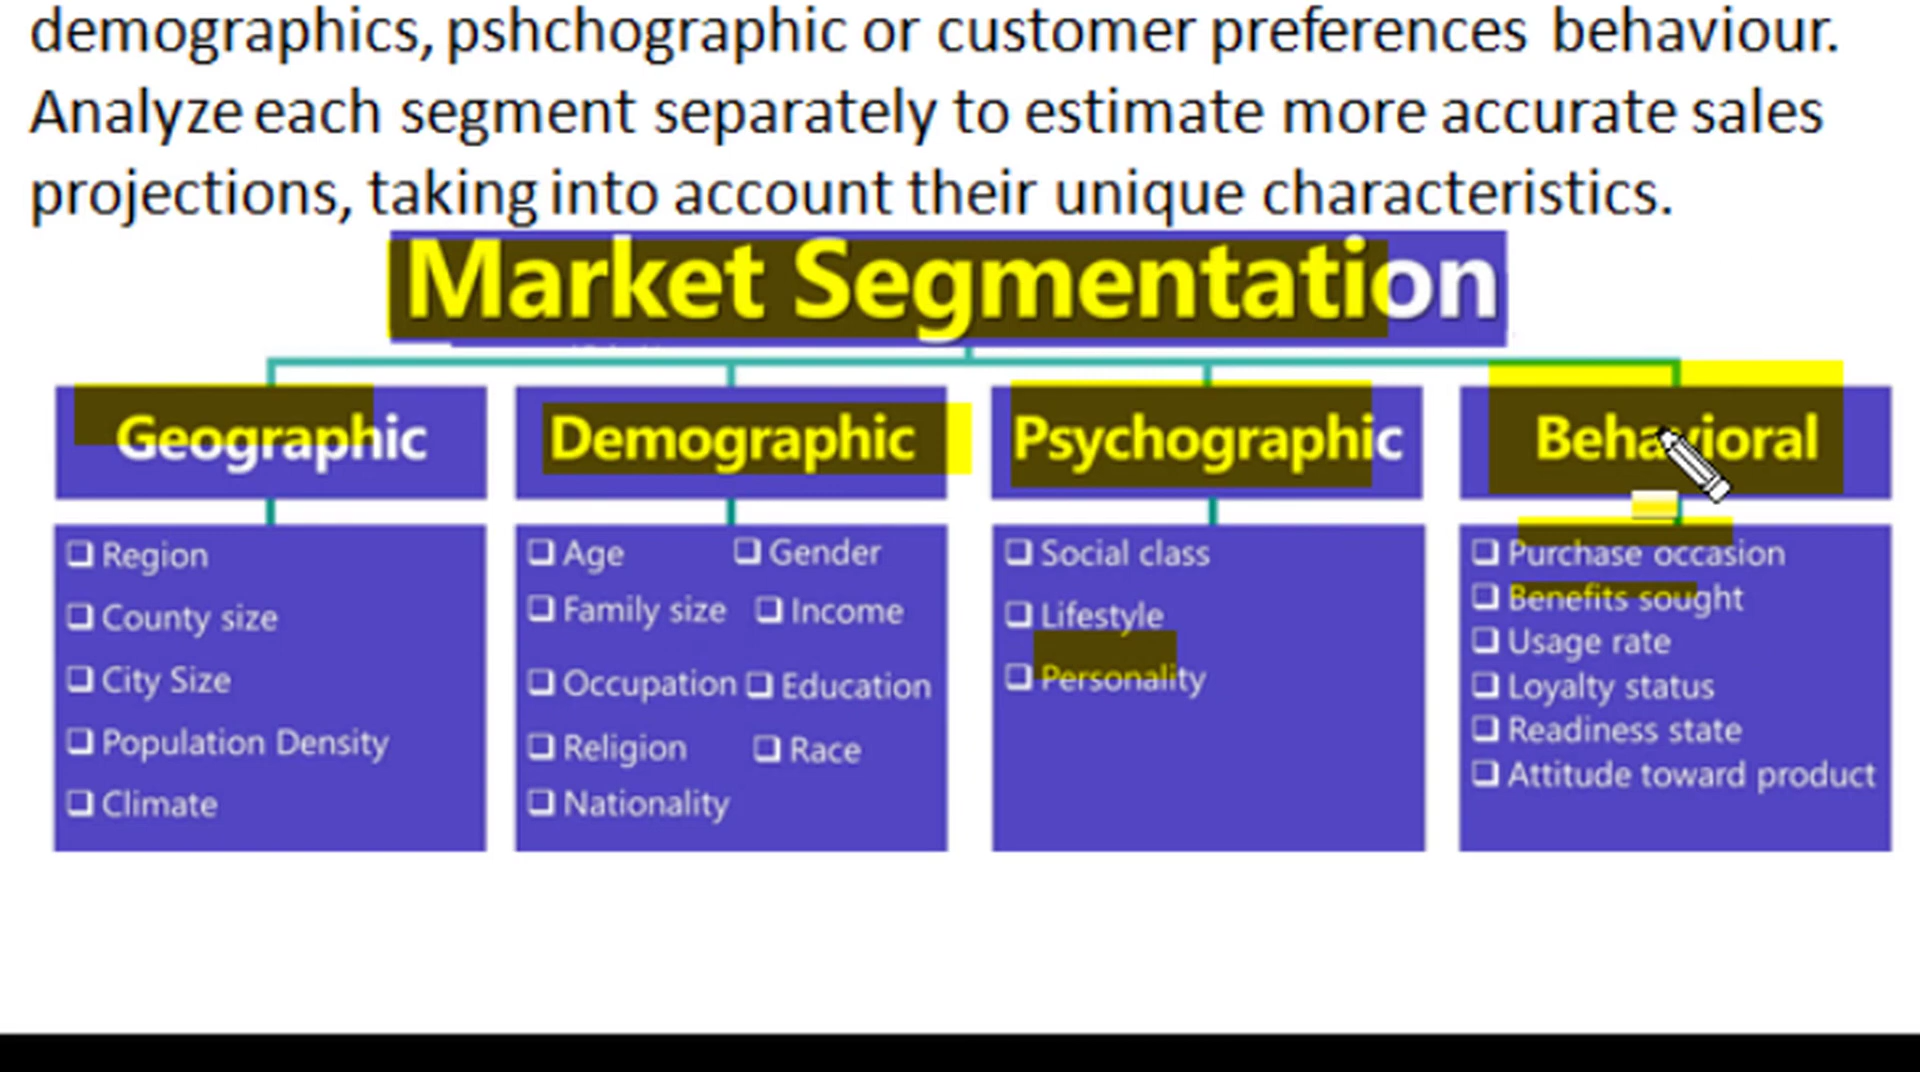 demographics, pshchographic or customer preferences behaviour.
Analyze each segment separately to estimate more accurate sales
projections, taking into account their unique characteristics.
Market Segmentation
Geographic
Region
County size
City Size
Population Density
Climate
Demographic
Age Gender
Family size Income
Occupation Education
Religion Race
Nationality
Psychographic
Social class
Lifestyle
Personality
Behavioral
Purchase occasion
Benefits sought
Usage rate
Loyalty status
Readiness state
Attitude toward product